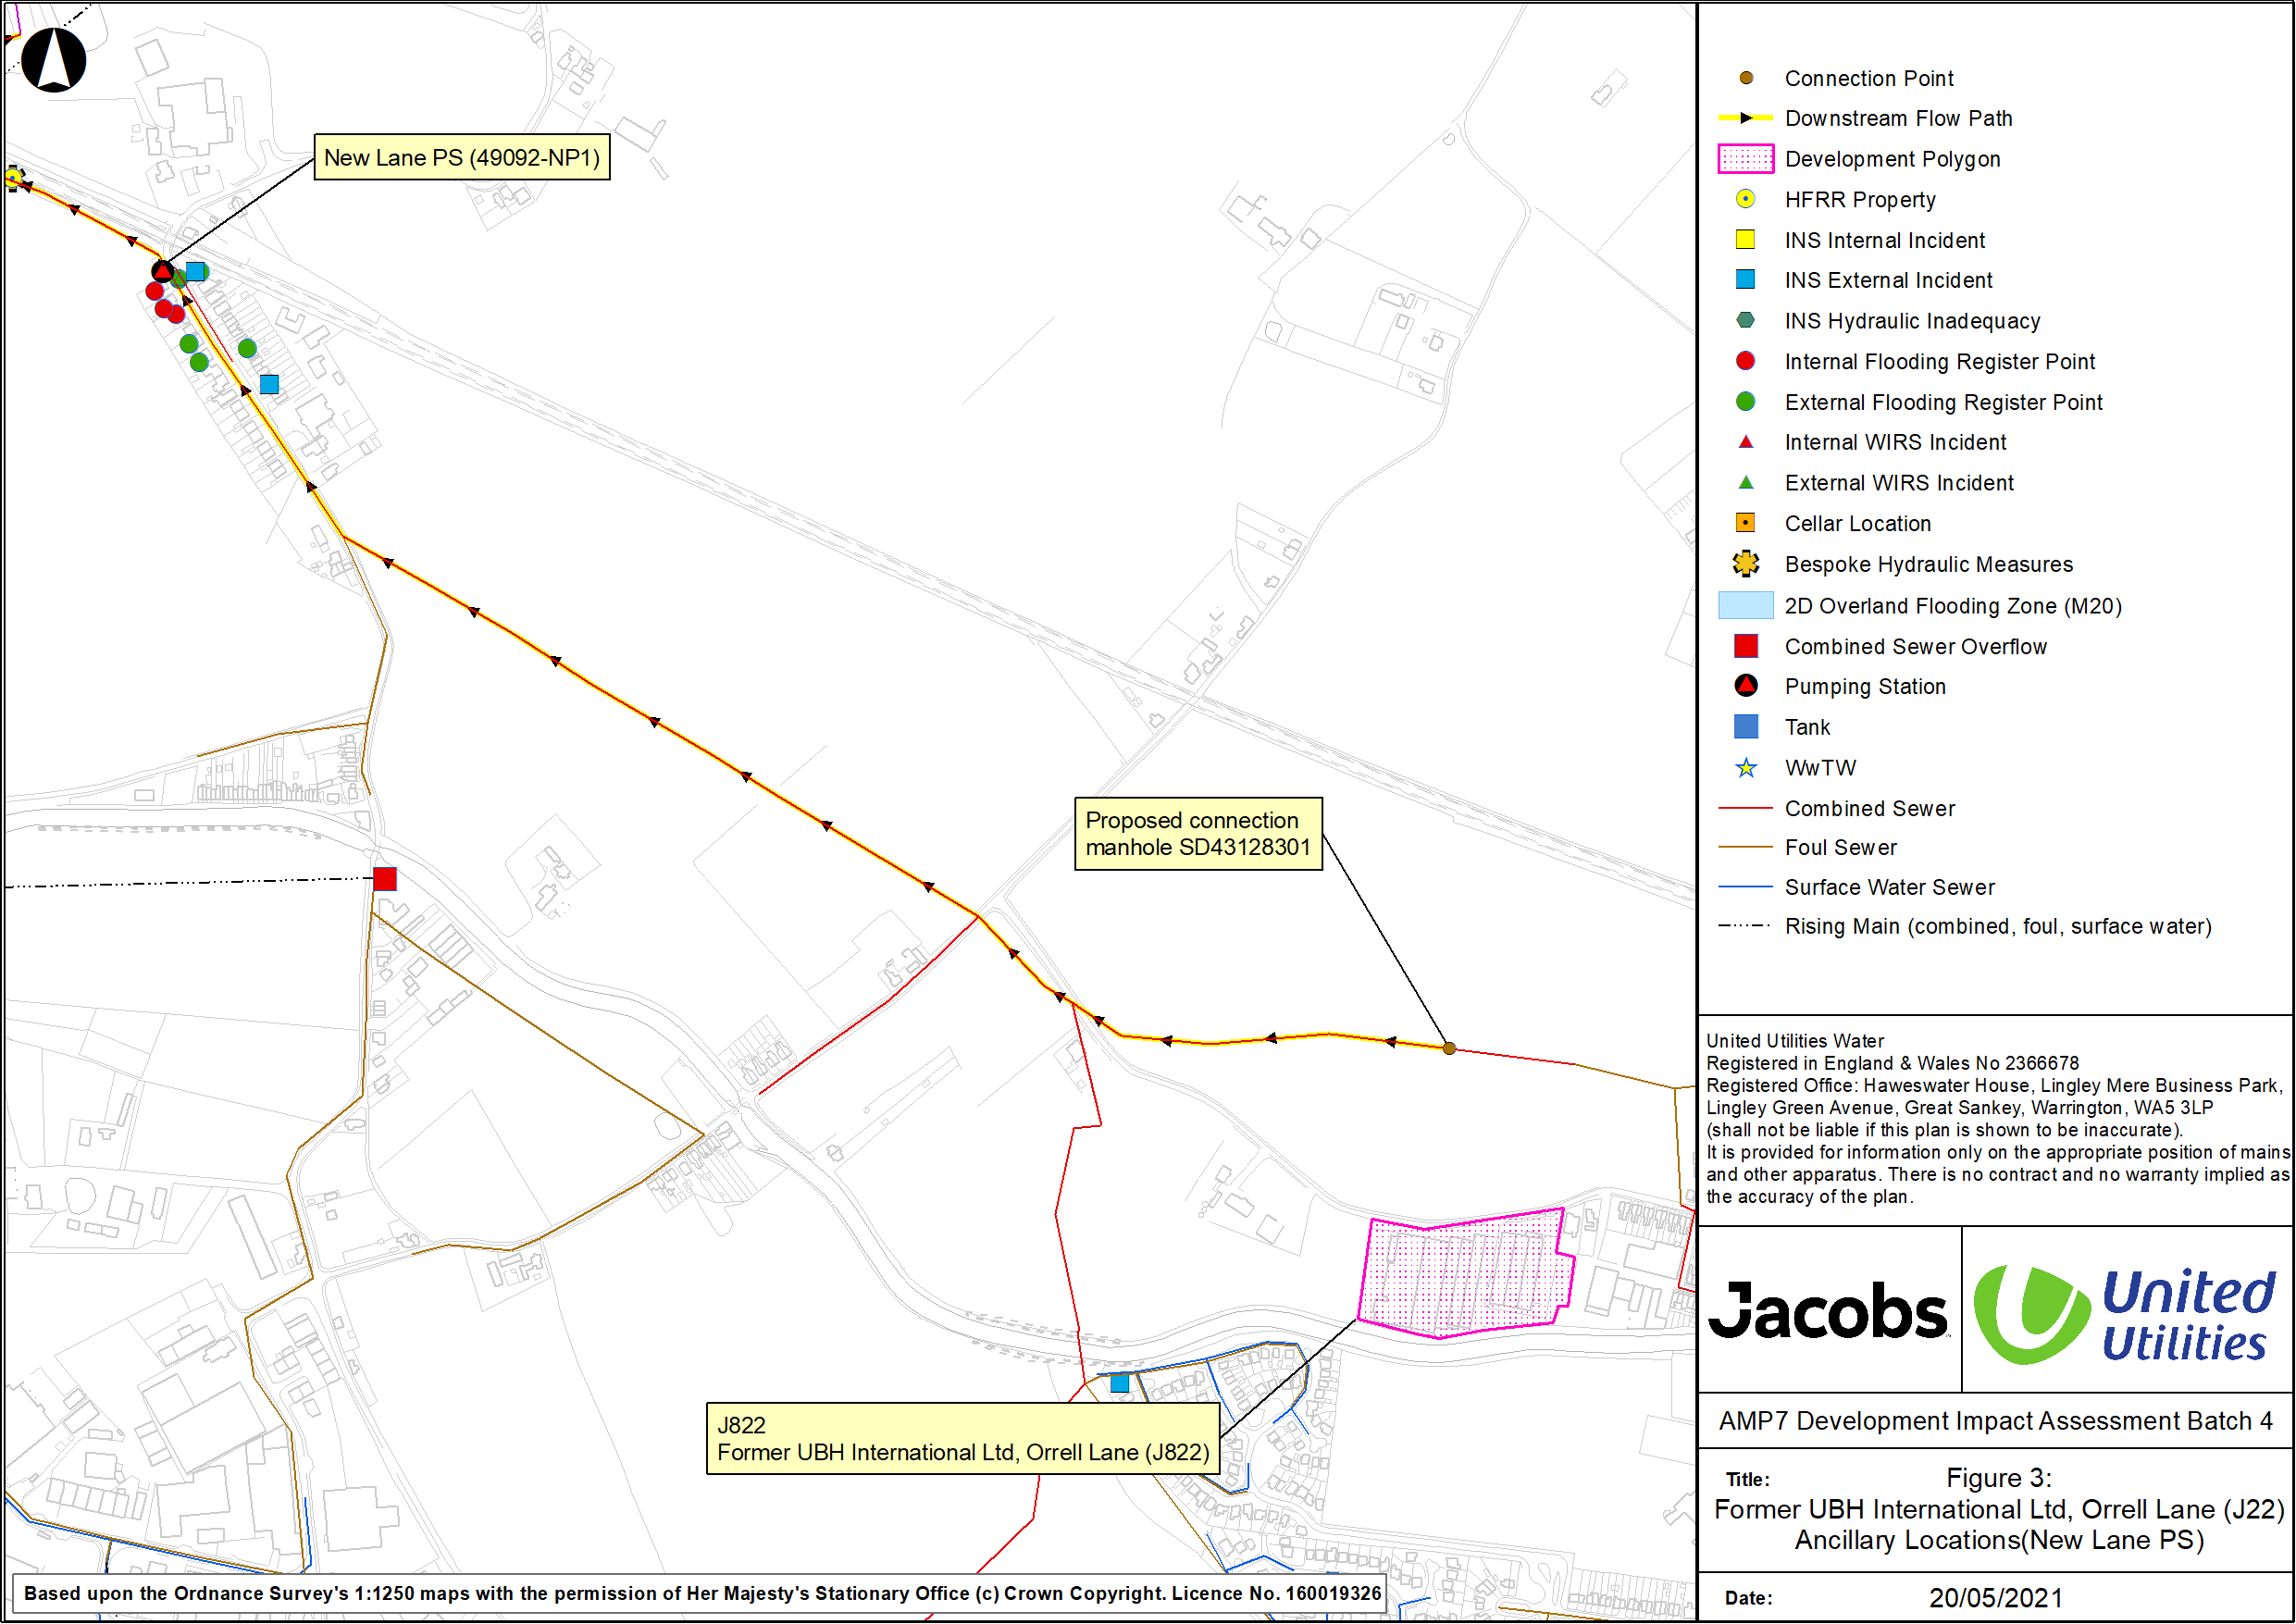 New Lane PS (49092-NP1)
Proposed connection
manhole SD43128301
J822
Former UBH International Ltd, Orrell Lane (J822)
Based upon the Ordnance Survey's 1:1250 maps with the permission of Her Majesty's Stationary Office (c) Crown Copyright. Licence No. 160019326
Connection Point
Downstream Flow Path
Development Polygon
HFRR Property
INS Internal Incident
INS External Incident
INS Hydraulic Inadequacy
Internal Flooding Register Point
External Flooding Register Point
Internal WIRS Incident
External WIRS Incident
Cellar Location
Bespoke Hydraulic Measures
2D Overland Flooding Zone (M20)
Combined Sewer Overflow
Pumping Station
Tank
WwTW
Combined Sewer
Foul Sewer
Surface Water Sewer
Rising Main (combined, foul, surface water)
United Utilities Water
Registered in England & Wales No 2366678
Registered Office: Haweswater House, Lingley Mere Business Park,
Lingley Green Avenue, Great Sankey, Warrington, WA5 3LP
(shall not be liable if this plan is shown to be inaccurate).
It is provided for information only on the appropriate position of mains
and other apparatus. There is no contract and no warranty implied as
the accuracy of the plan.
Jacobs
United
Utilities
AMP7 Development Impact Assessment Batch 4
Title: Figure 3:
Former UBH International Ltd, Orrell Lane (J22)
Ancillary Locations(New Lane PS)
Date: 20/05/2021